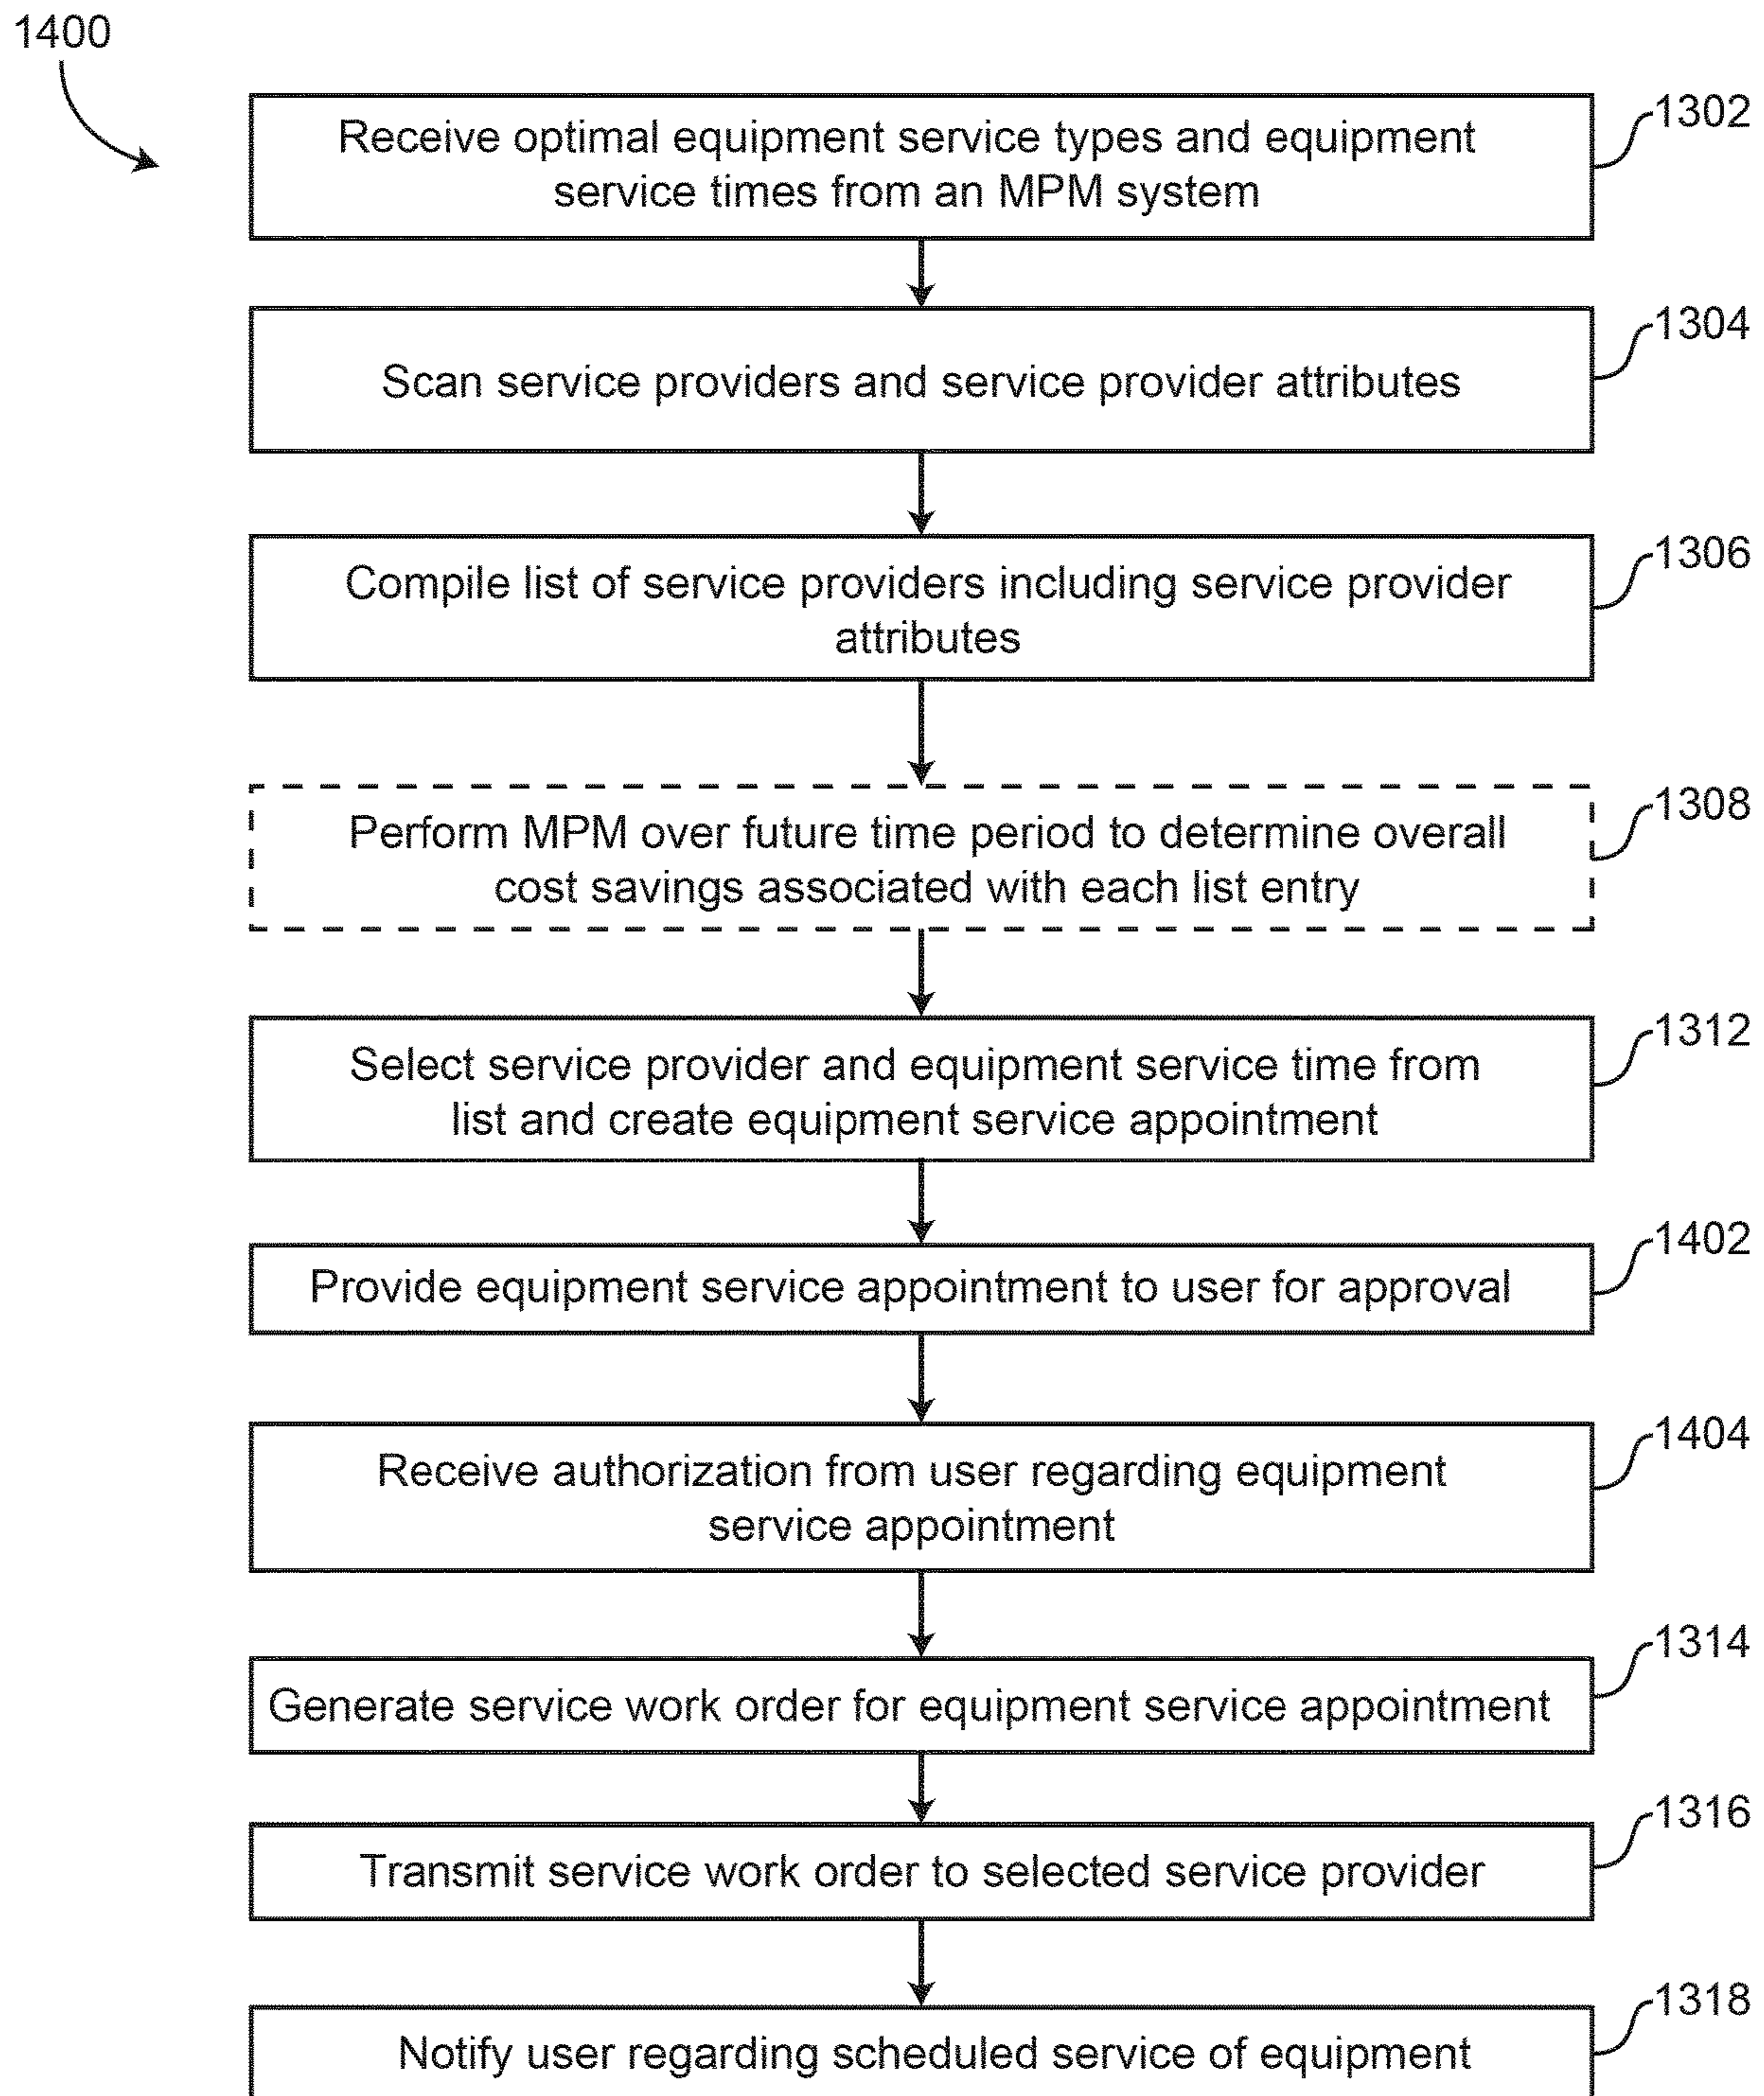 1400
Receive optimal equipment service types and equipment
service times from an MPM system
1302
Scan service providers and service provider attributes
1304
Compile list of service providers including service provider
attributes
1306
Perform MPM over future time period to determine overall
cost savings associated with each list entry
1308
Select service provider and equipment service time from
list and create equipment service appointment
1312
Provide equipment service appointment to user for approval
1402
Receive authorization from user regarding equipment
service appointment
1404
Generate service work order for equipment service appointment
1314
Transmit service work order to selected service provider
1316
Notify user regarding scheduled service of equipment
1318